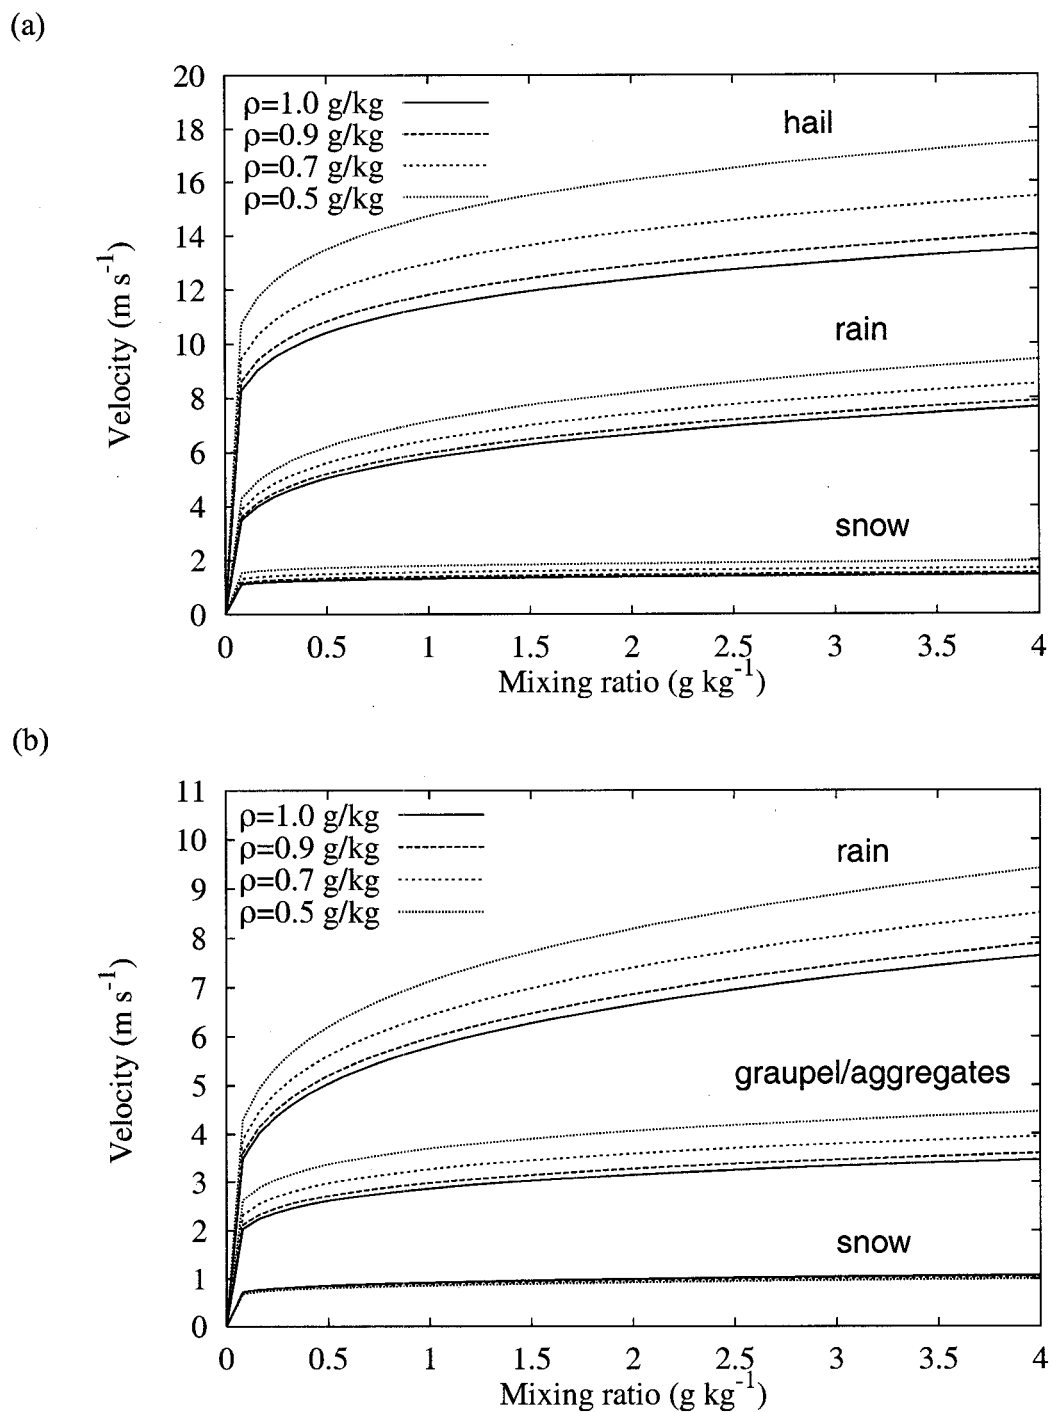 (a)
20
18
16
14
12
10
8
6
4
2
0
Velocity (m s⁻¹)
ρ=1.0 g/kg
ρ=0.9 g/kg
ρ=0.7 g/kg
ρ=0.5 g/kg
hail
rain
snow
0 0.5 1 1.5 2 2.5 3 3.5 4
Mixing ratio (g kg⁻¹)
(b)
11
10
9
8
7
6
5
4
3
2
1
0
Velocity (m s⁻¹)
ρ=1.0 g/kg
ρ=0.9 g/kg
ρ=0.7 g/kg
ρ=0.5 g/kg
rain
graupel/aggregates
snow
0 0.5 1 1.5 2 2.5 3 3.5 4
Mixing ratio (g kg⁻¹)